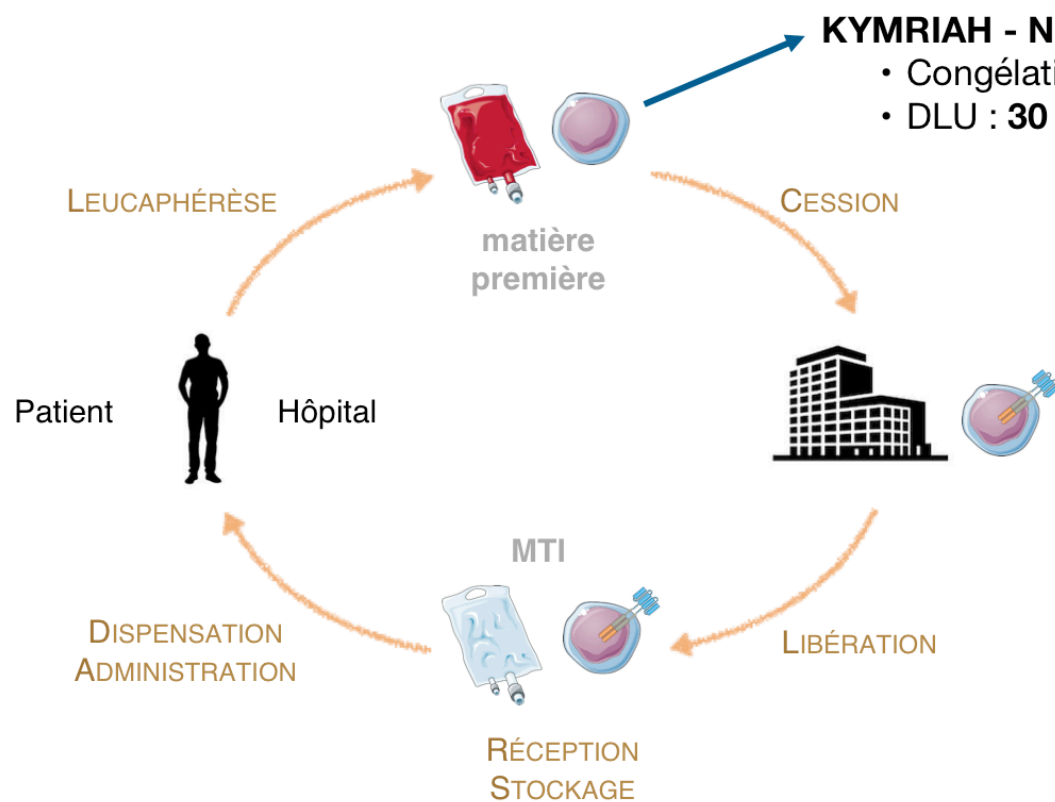 KYMRIAH - N
• Congélati
• DLU : 30
LEUCAPHÉRÈSE
CESSION
matière
première
Patient
Hôpital
MTI
DISPENSATION
ADMINISTRATION
LIBÉRATION
RÉCEPTION
STOCKAGE